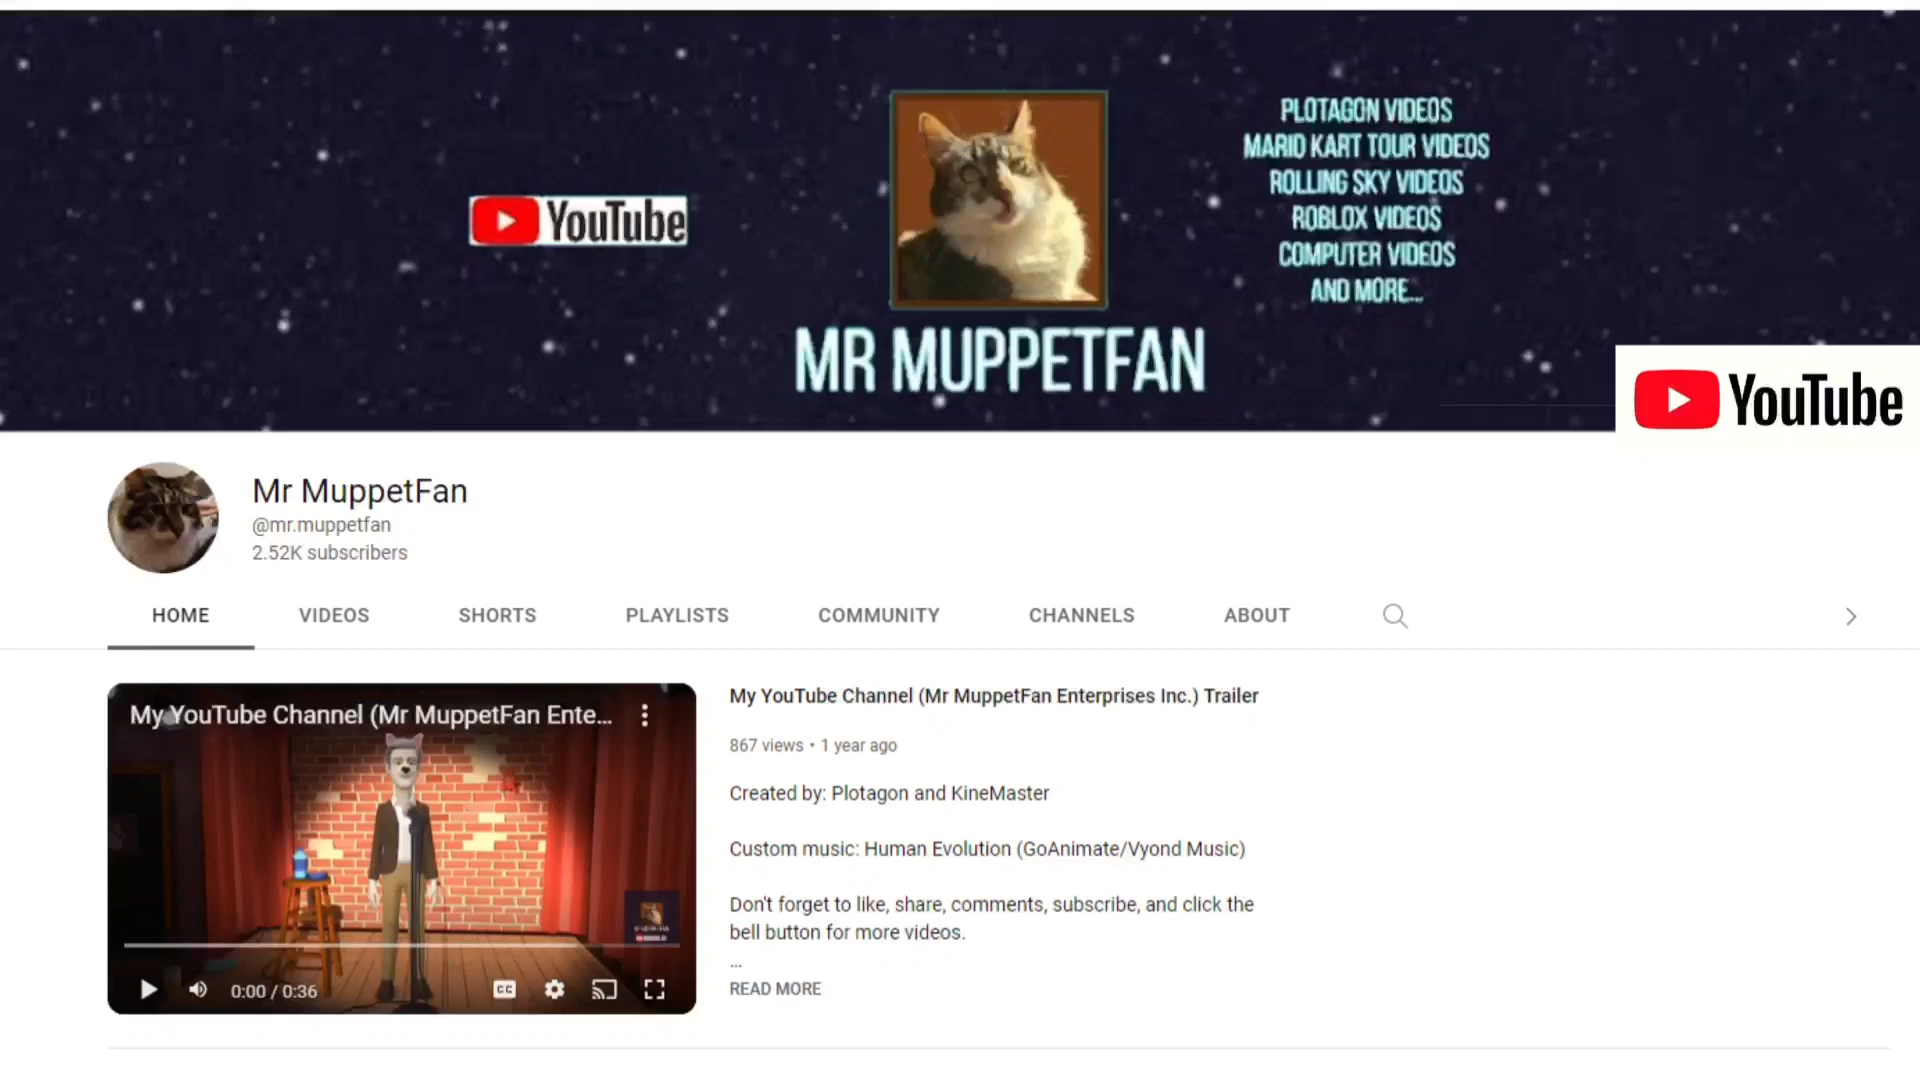 PLOTAGON VIDEOS
MARIO KART TOUR VIDEOS
ROLLING SKY VIDEOS
ROBLOX VIDEOS
COMPUTER VIDEOS
AND MORE...
YouTube
MR MUPPETFAN
YouTube
Mr MuppetFan
@mr.muppetfan
2.52K subscribers
HOME VIDEOS SHORTS PLAYLISTS COMMUNITY CHANNELS ABOUT
My YouTube Channel (Mr MuppetFan Ente...
0:00 / 0:36
CC
My YouTube Channel (Mr MuppetFan Enterprises Inc.) Trailer
867 views • 1 year ago
Created by: Plotagon and KineMaster
Custom music: Human Evolution (GoAnimate/Vyond Music)
Don't forget to like, share, comments, subscribe, and click the
bell button for more videos.
...
READ MORE